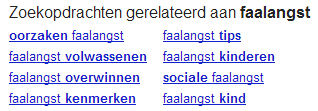 Zoekopdrachten gerelateerd aan faalangst
oorzaken faalangst faalangst tips
faalangst volwassenen faalangst kinderen
faalangst overwinnen sociale faalangst
faalangst kenmerken faalangst kind